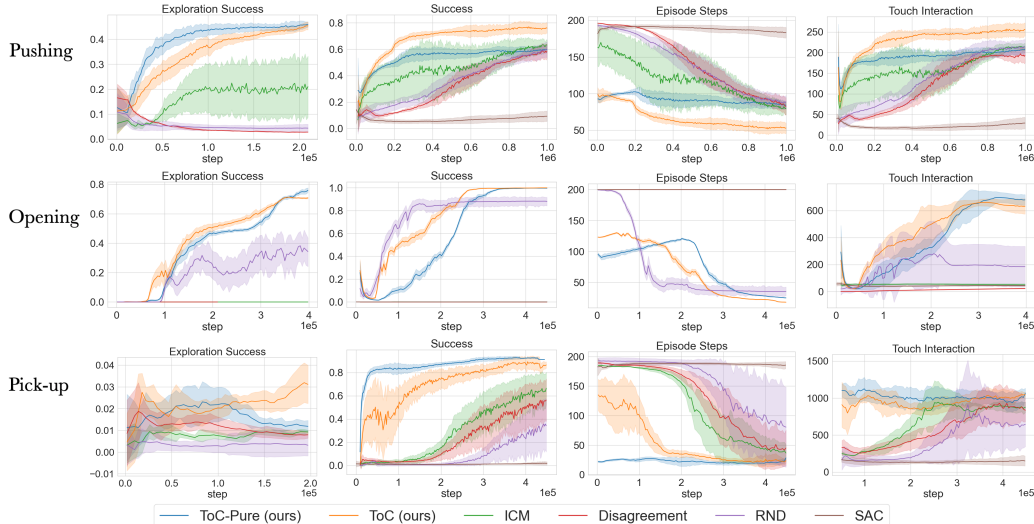 Exploration Success Success Episode Steps Touch Interaction
Pushing
0.4
0.3
0.2
0.1
0.0
0.0 0.5 1.0 1.5 2.0
step 1e5
0.8
0.6
0.4
0.2
0.0
0.0 0.2 0.4 0.6 0.8 1.0
step 1e6
200
150
100
50
0.0 0.2 0.4 0.6 0.8 1.0
step 1e6
250
200
150
100
50
0
0.0 0.2 0.4 0.6 0.8 1.0
step 1e6
Exploration Success Success Episode Steps Touch Interaction
Opening
0.8
0.6
0.4
0.2
0.0
0 1 2 3 4
step 1e5
1.0
0.8
0.6
0.4
0.2
0.0
0 1 2 3 4
step 1e5
200
150
100
50
0 1 2 3 4
step 1e5
600
400
200
0
0 1 2 3 4
step 1e5
Exploration Success Success Episode Steps Touch Interaction
Pick-up
0.04
0.03
0.02
0.01
0.00
−0.01
0.0 0.5 1.0 1.5 2.0
step 1e5
0.8
0.6
0.4
0.2
0.0
0 1 2 3 4
step 1e5
200
150
100
50
0
0 1 2 3 4
step 1e5
1500
1000
500
0
1 2 3 4
step 1e5
ToC-Pure (ours) ToC (ours) ICM Disagreement RND SAC